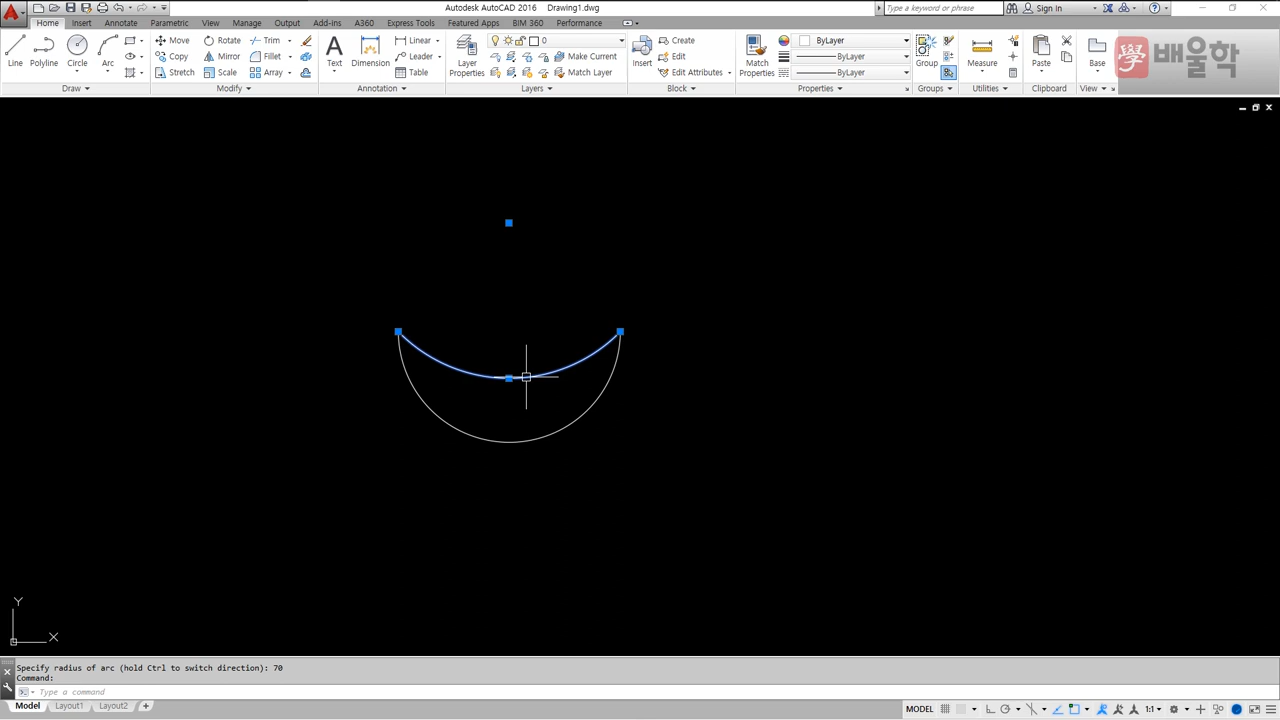 Autodesk AutoCAD 2016 Drawing1.dwg
Type a keyword or phrase
Sign In
Home Insert Annotate Parametric View Manage Output Add-ins A360 Express Tools Featured Apps BIM 360 Performance
Line
Polyline
Circle
Arc
Move
Rotate
Trim
Copy
Mirror
Fillet
Stretch
Scale
Array
Text
Dimension
Linear
Leader
Table
Layer
Properties
0
Make Current
Match Layer
Insert
Create
Edit
Edit Attributes
Match
Properties
ByLayer
ByLayer
ByLayer
Group
Measure
Paste
Base
學 배울학
Draw
Modify
Annotation
Layers
Block
Properties
Groups
Utilities
Clipboard
View
Y
X
Specify radius of arc (hold Ctrl to switch direction): 70
Command:
Type a command
Model Layout1 Layout2
MODEL
1:1